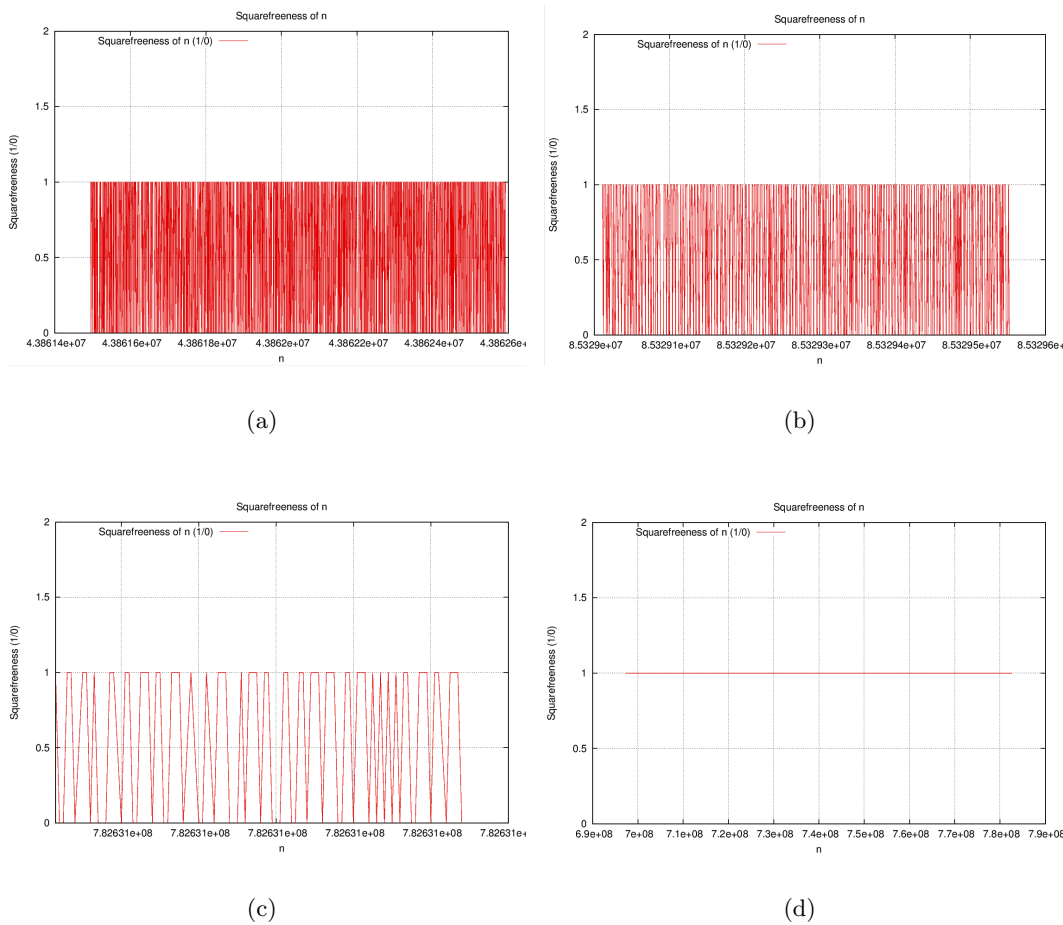 Squarefreeness of n
Squarefreeness of n (1/0)
Squarefreeness (1/0)
2
1.5
1
0.5
0
4.38614e+07 4.38616e+07 4.38618e+07 4.3862e+07 4.38622e+07 4.38624e+07 4.38626e+
n
(a)
Squarefreeness of n
Squarefreeness of n (1/0)
Squarefreeness (1/0)
2
1.5
1
0.5
0
8.5329e+07 8.53291e+07 8.53292e+07 8.53293e+07 8.53294e+07 8.53295e+07 8.53296e+
n
(b)
Squarefreeness of n
Squarefreeness of n (1/0)
Squarefreeness (1/0)
2
1.5
1
0.5
0
7.82631e+08 7.82631e+08 7.82631e+08 7.82631e+08 7.82631e+08 7.82631e+
n
(c)
Squarefreeness of n
Squarefreeness of n (1/0)
Squarefreeness (1/0)
2
1.5
1
0.5
0
6.9e+08 7e+08 7.1e+08 7.2e+08 7.3e+08 7.4e+08 7.5e+08 7.6e+08 7.7e+08 7.8e+08 7.9e+08
n
(d)